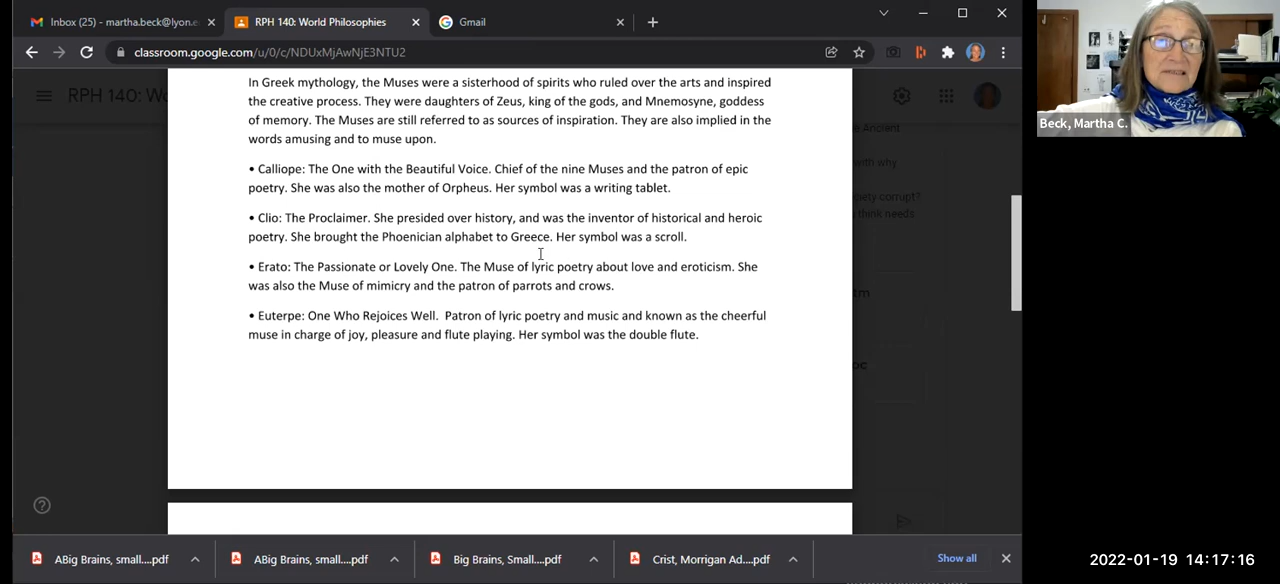 Inbox (25) - martha.beck@lyon.e
RPH 140: World Philosophies
Gmail
classroom.google.com/u/0/c/NDUxMjAwNjE3NTU2
RPH 140: Wo
In Greek mythology, the Muses were a sisterhood of spirits who ruled over the arts and inspired
the creative process. They were daughters of Zeus, king of the gods, and Mnemosyne, goddess
of memory. The Muses are still referred to as sources of inspiration. They are also implied in the
words amusing and to muse upon.
• Calliope: The One with the Beautiful Voice. Chief of the nine Muses and the patron of epic
poetry. She was also the mother of Orpheus. Her symbol was a writing tablet.
• Clio: The Proclaimer. She presided over history, and was the inventor of historical and heroic
poetry. She brought the Phoenician alphabet to Greece. Her symbol was a scroll.
• Erato: The Passionate or Lovely One. The Muse of lyric poetry about love and eroticism. She
was also the Muse of mimicry and the patron of parrots and crows.
• Euterpe: One Who Rejoices Well. Patron of lyric poetry and music and known as the cheerful
muse in charge of joy, pleasure and flute playing. Her symbol was the double flute.
Ancient
with why
ciety corrupt?
u think needs
tm
oc
ABig Brains, small....pdf
ABig Brains, small....pdf
Big Brains, Small....pdf
Crist, Morrigan Ad....pdf
Show all
Beck, Martha C.
2022-01-19 14:17:16